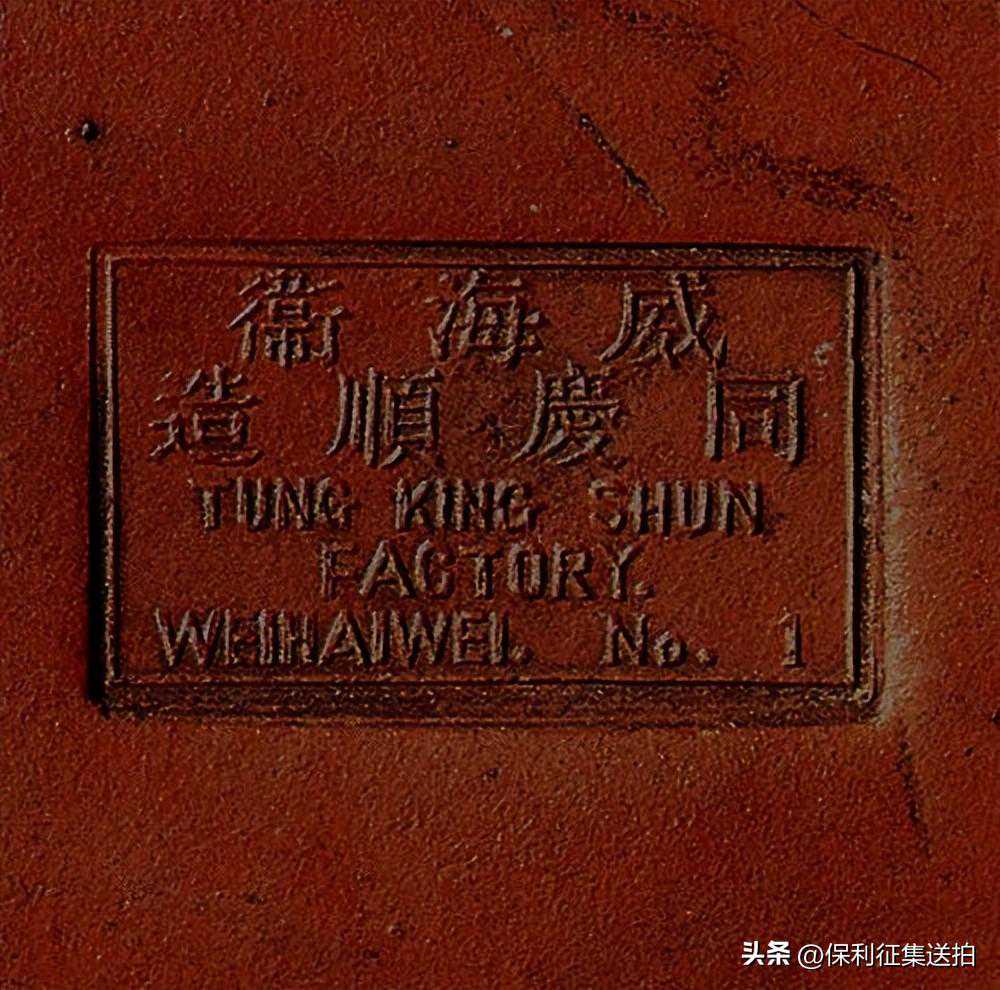 威海衞
同慶順造
TUNG KING SHUN
FACTORY.
WEIHAIWEI. No. 1
头条 @保利征集送拍